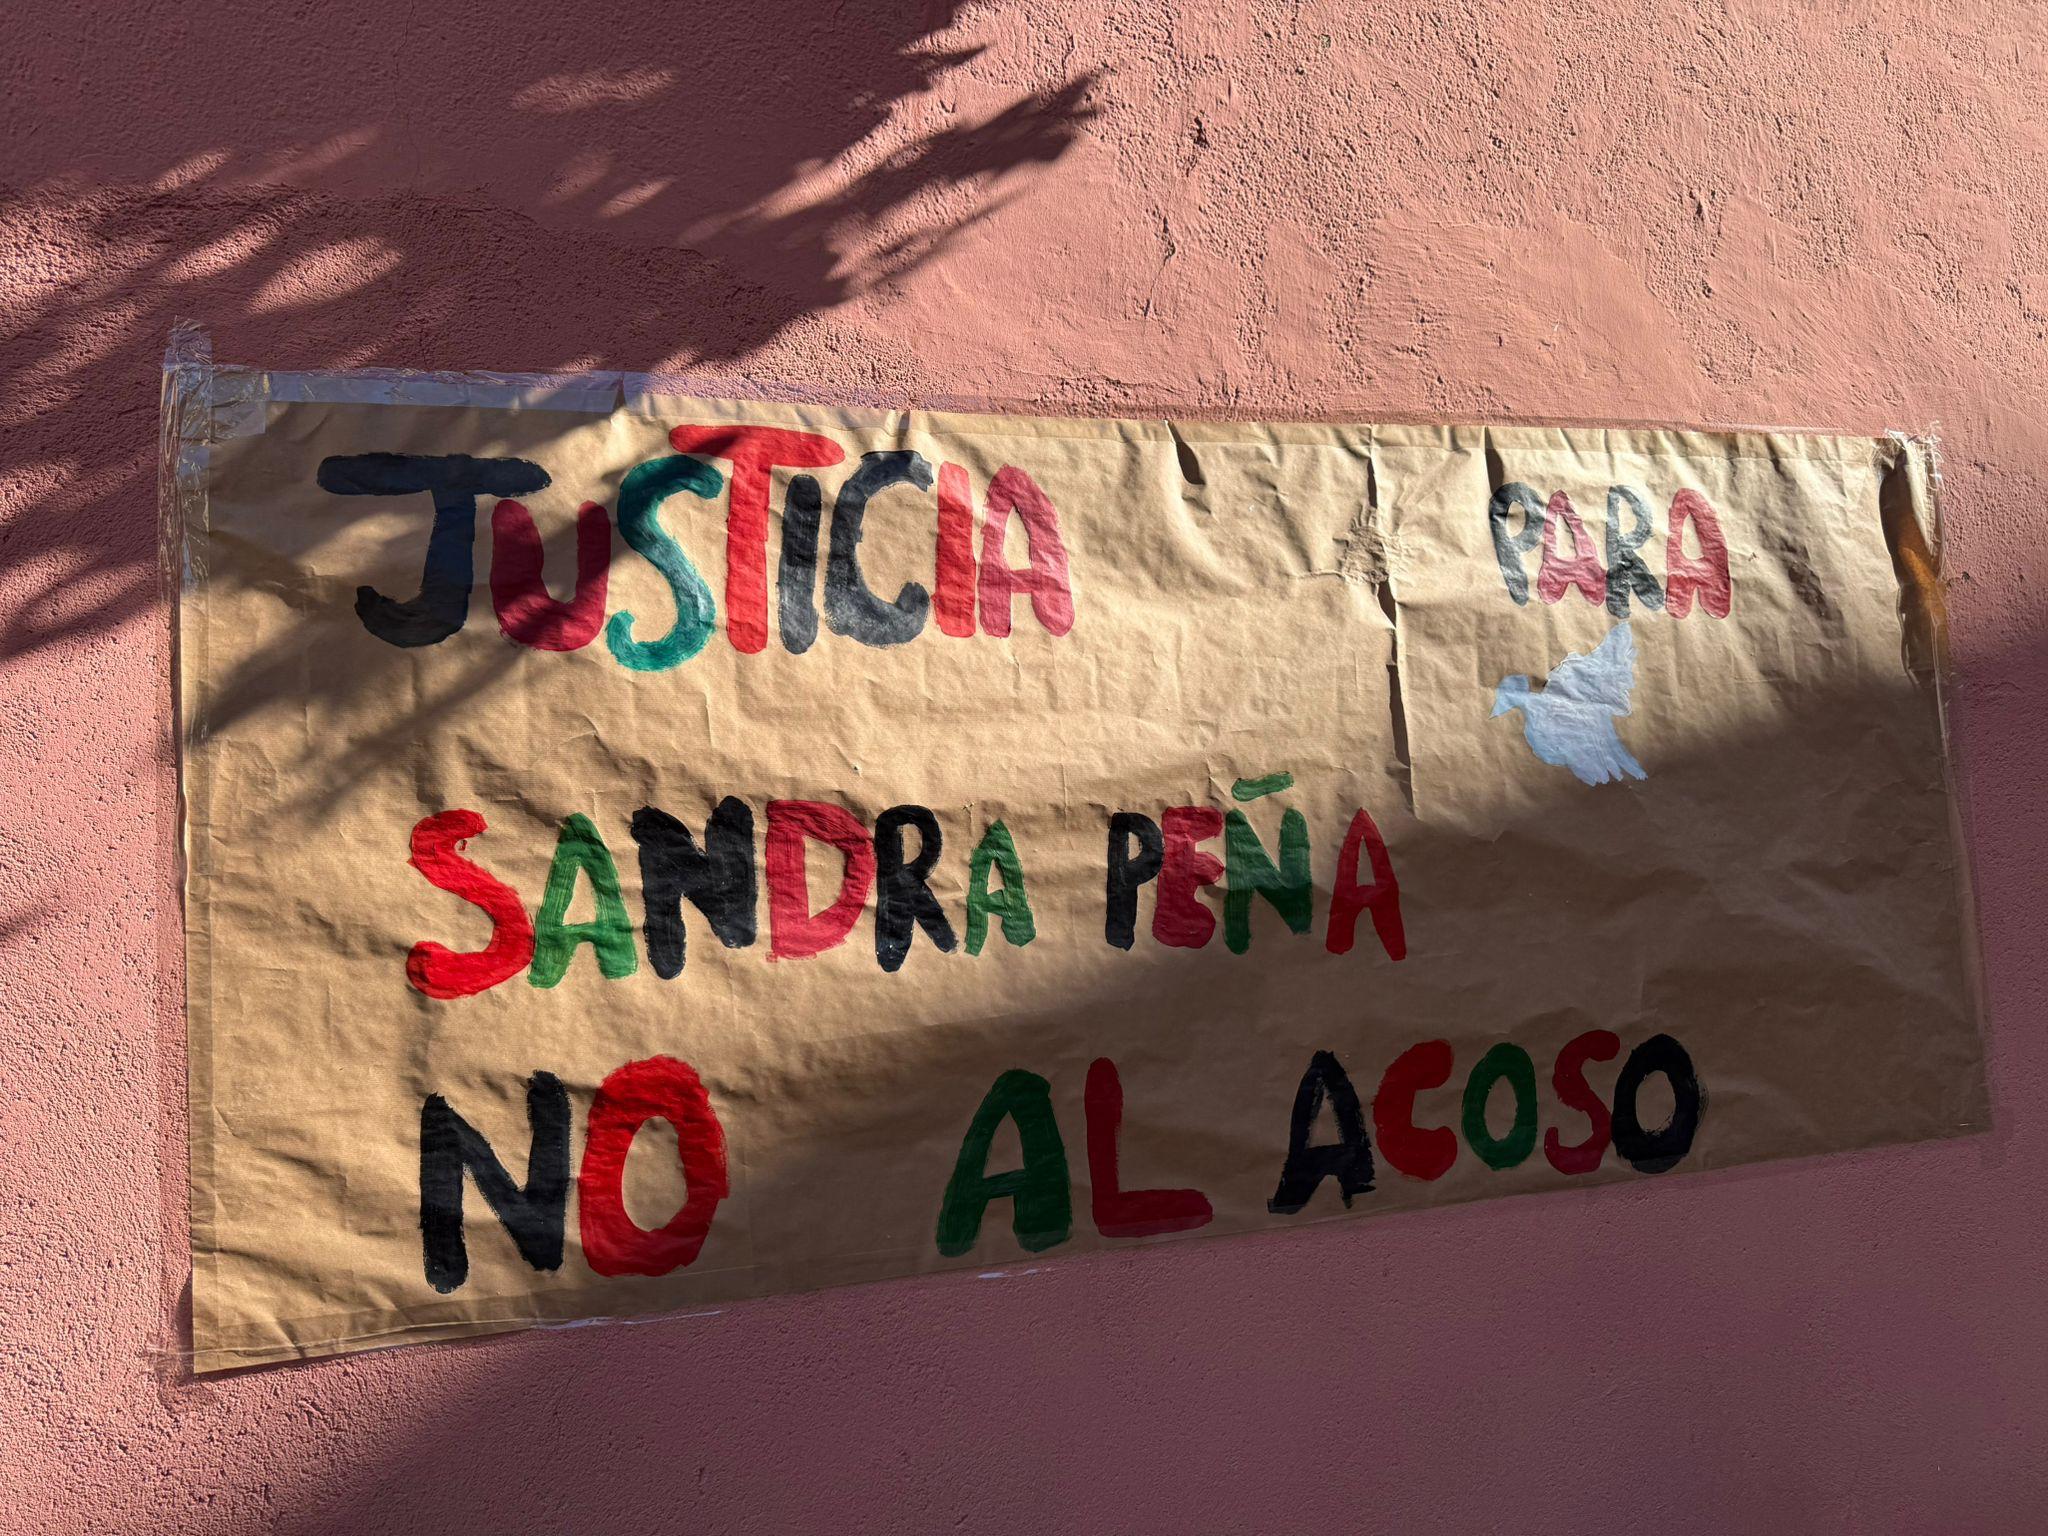 JUSTICIA PARA
SANDRA PEÑA
NO AL ACOSO